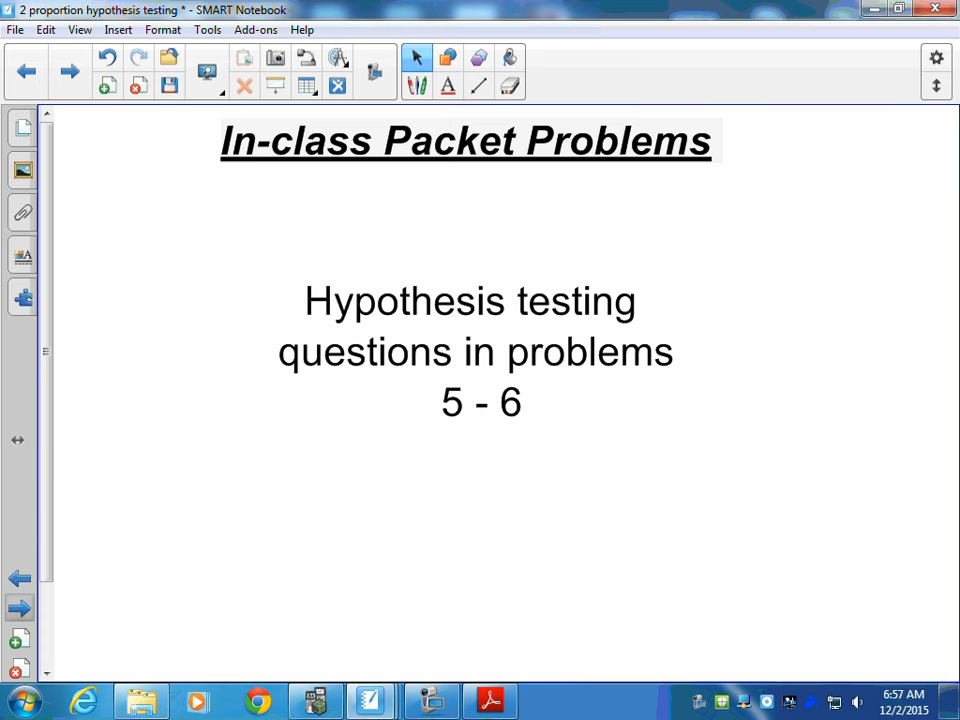 2 proportion hypothesis testing * - SMART Notebook
File Edit View Insert Format Tools Add-ons Help
In-class Packet Problems
Hypothesis testing
questions in problems
5 - 6
6:57 AM
12/2/2015